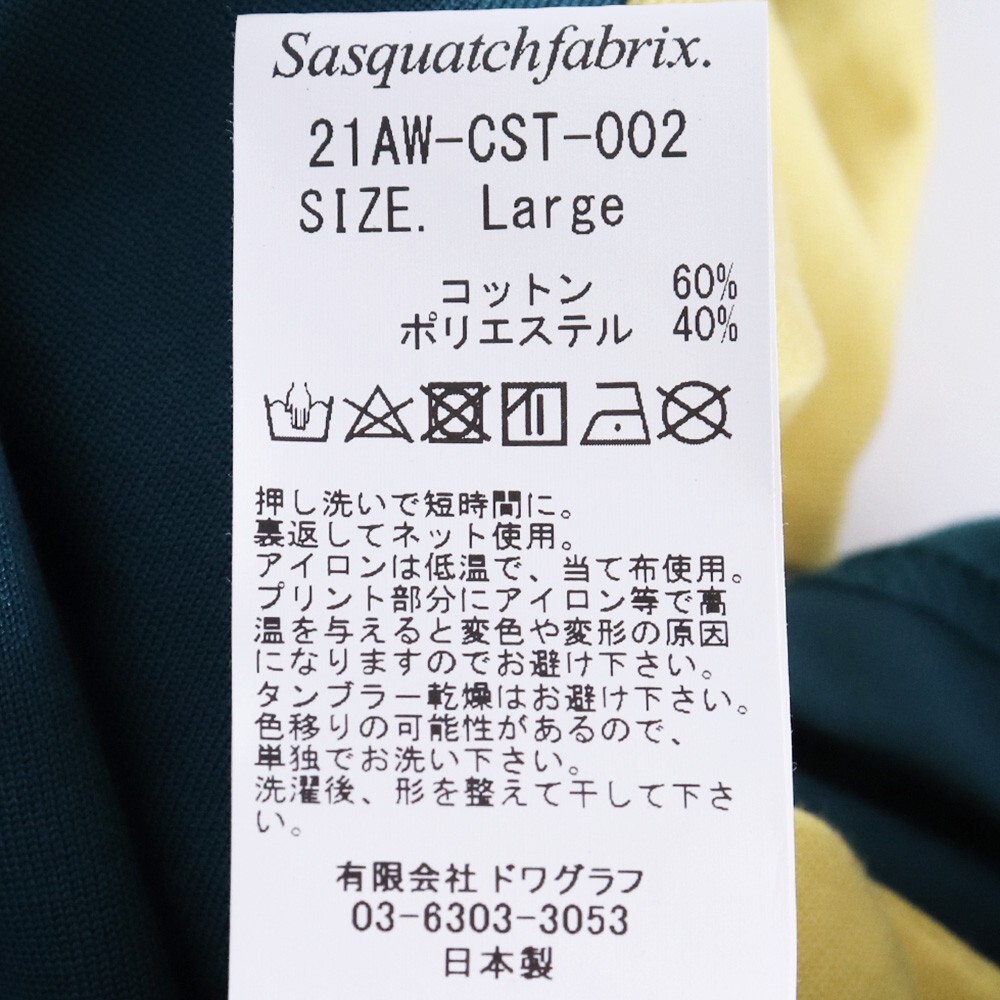 Sasquatchfabrix.
21AW-CST-002
SIZE. Large
コットン 60%
ポリエステル 40%
押し洗いで短時間に。
裏返してネット使用。
アイロンは低温で、当て布使用。
プリント部分にアイロン等で高
温を与えると変色や変形の原因
になりますのでお避け下さい。
タンブラー乾燥はお避け下さい。
色移りの可能性があるので、
単独でお洗い下さい。
洗濯後、形を整えて干して下さ
い。
有限会社 ドワグラフ
03-6303-3053
日本製